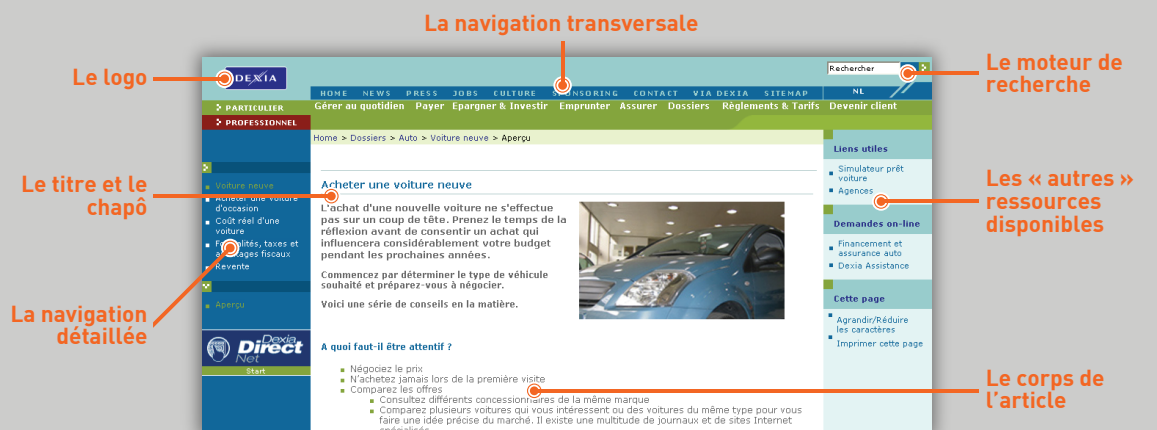 La navigation transversale
Le logo
Le moteur de
recherche
Le titre et le
chapô
Les « autres »
ressources
disponibles
La navigation
détaillée
Le corps de
l'article
DEXIA
Rechercher
HOME NEWS PRESS JOBS CULTURE SPONSORING CONTACT VIA DEXIA SITEMAP NL
PARTICULIER
PROFESSIONNEL
Gérer au quotidien Payer Epargner & Investir Emprunter Assurer Dossiers Règlements & Tarifs Devenir client
Home > Dossiers > Auto > Voiture neuve > Aperçu
Voiture neuve
Acheter une voiture
d'occasion
Coût réel d'une
voiture
taxes et
fiscaux
Revente
Aperçu
Dexia
Direct
Net
Start
Acheter une voiture neuve
L'achat d'une nouvelle voiture ne s'effectue
pas sur un coup de tête. Prenez le temps de la
réflexion avant de consentir un achat qui
influencera considérablement votre budget
pendant les prochaines années.
Commencez par déterminer le type de véhicule
souhaité et préparez-vous à négocier.
Voici une série de conseils en la matière.
A quoi faut-il être attentif ?
Négociez le prix
N'achetez jamais lors de la première visite
Comparez les offres
Consultez différents concessionnaires de la même marque
Comparez plusieurs voitures qui vous intéressent ou des voitures du même type pour vous
faire une idée précise du marché. Il existe une multitude de journaux et de sites Internet
spécialisés
Liens utiles
Simulateur prêt
voiture
Agences
Demandes on-line
Financement et
assurance auto
Dexia Assistance
Cette page
Agrandir/Réduire
les caractères
Imprimer cette page